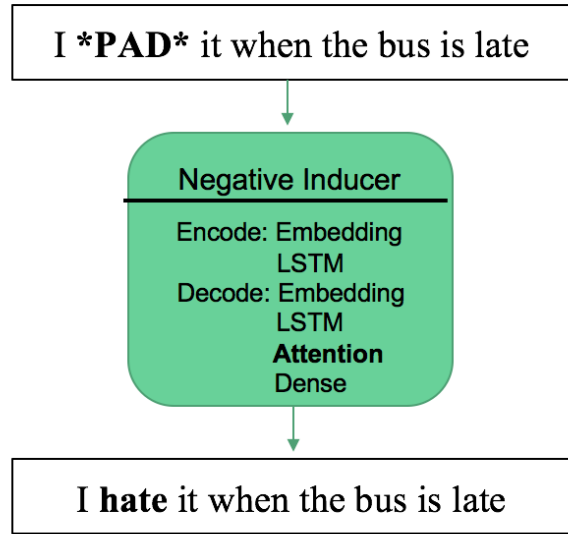 I *PAD* it when the bus is late
Negative Inducer
Encode: Embedding
LSTM
Decode: Embedding
LSTM
Attention
Dense
I hate it when the bus is late